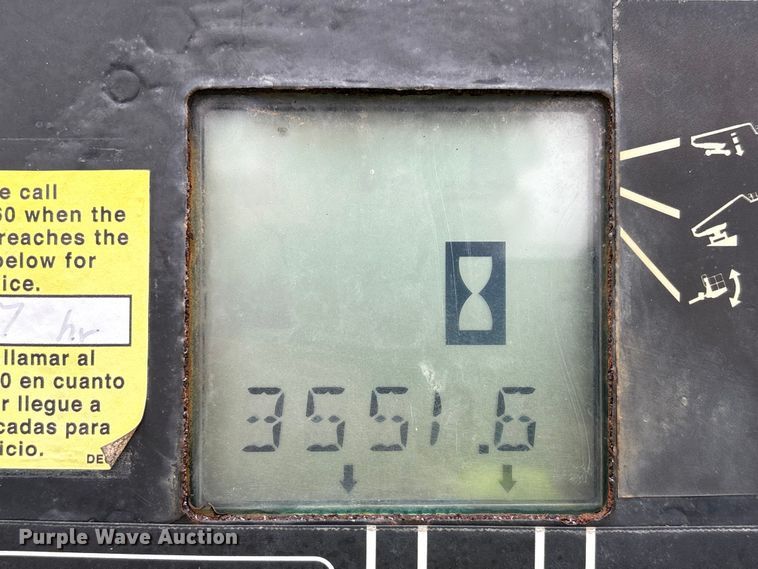 e call
60 when the
reaches the
below for
ice.
7 hr
llamar al
0 en cuanto
r llegue a
cadas para
icio.
DE
3551.6
Purple Wave Auction